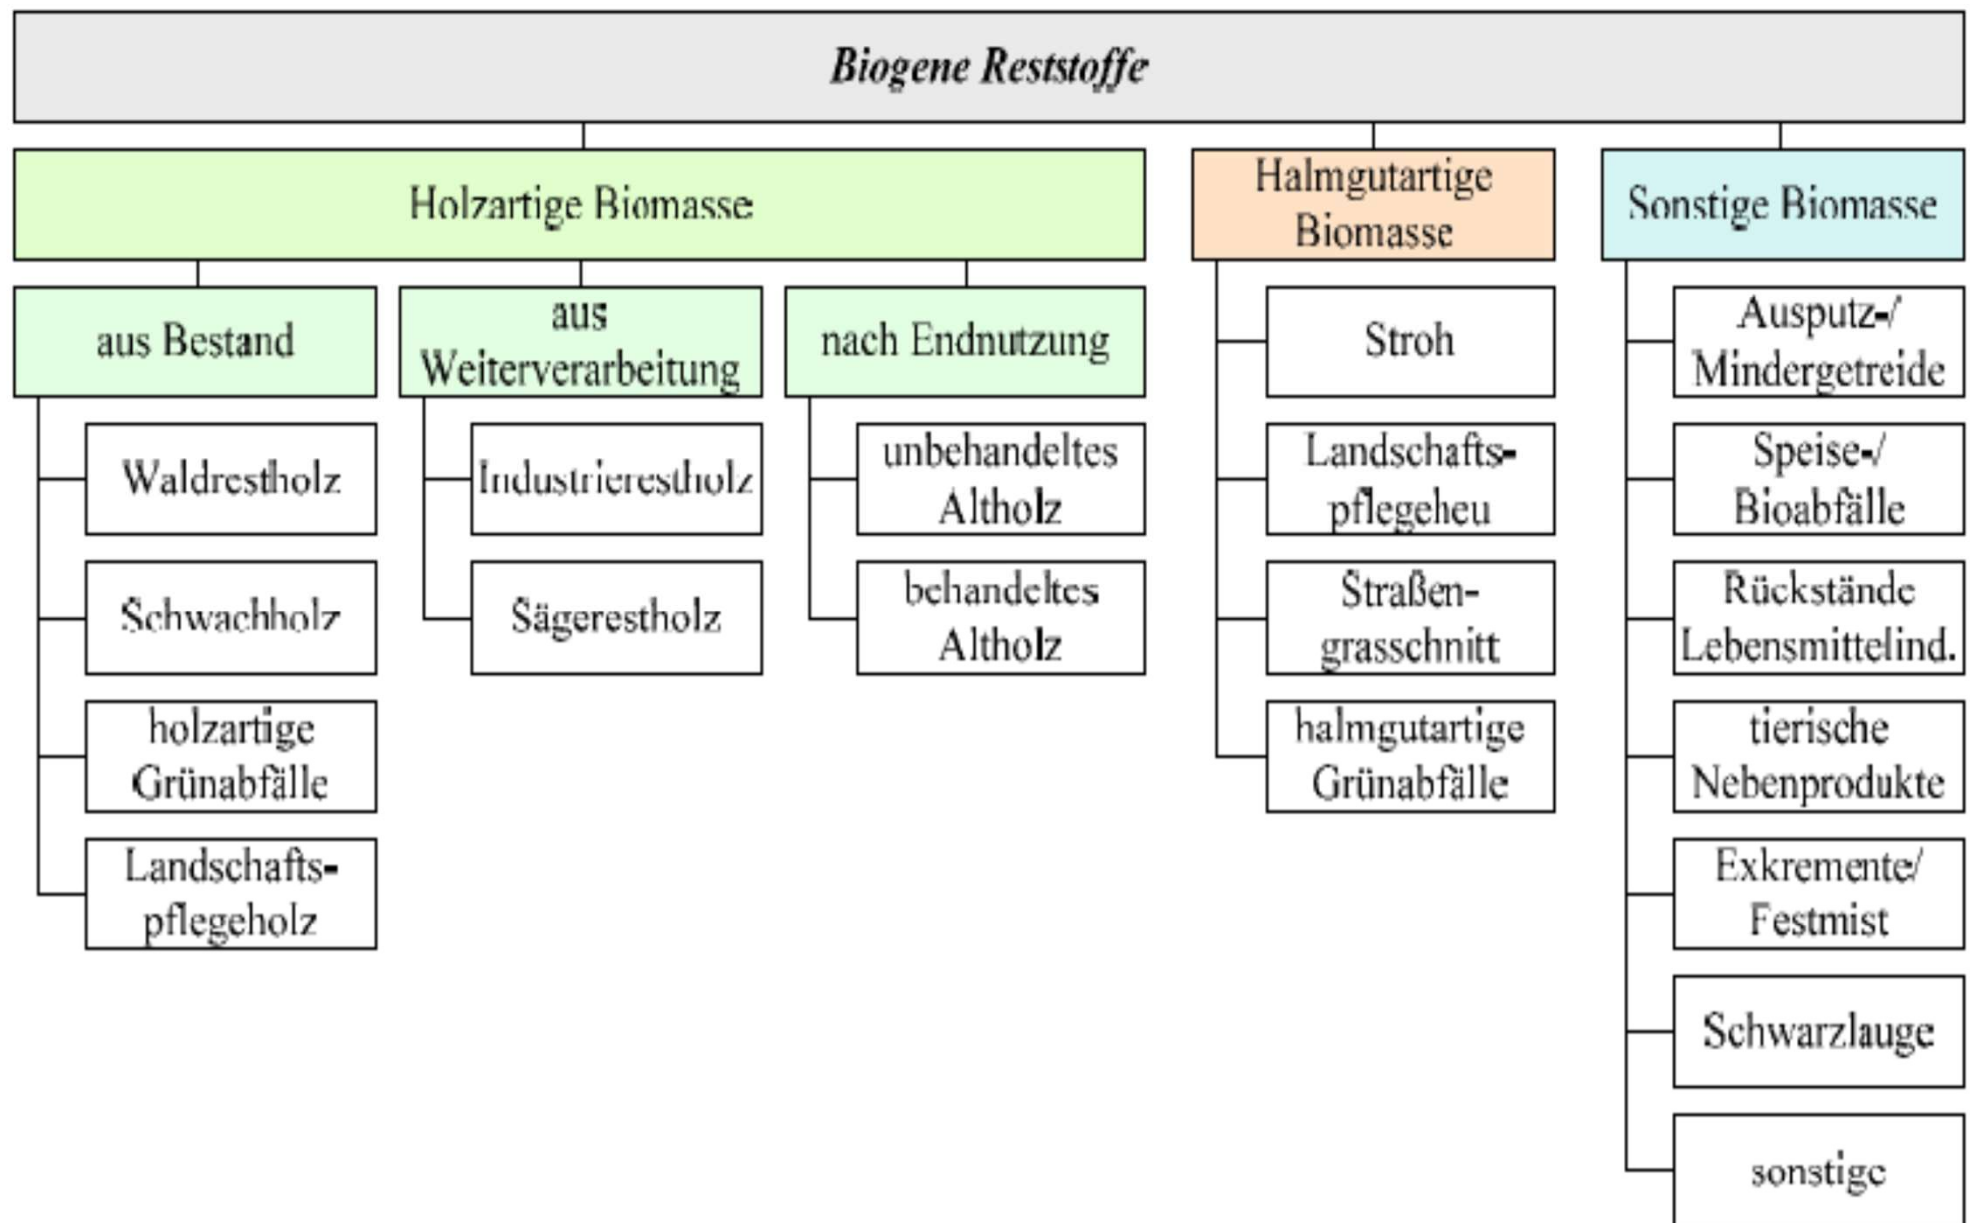 Biogene Reststoffe
Holzartige Biomasse
Halmgutartige
Biomasse
Sonstige Biomasse
aus Bestand
aus
Weiterverarbeitung
nach Endnutzung
Waldrestholz
Schwachholz
holzartige
Grünabfälle
Landschafts-
pflegeholz
Industrierestholz
Sägerestholz
unbehandeltes
Altholz
behandeltes
Altholz
Stroh
Landschafts-
pflegeheu
Straßen-
grasschnitt
halmgutartige
Grünabfälle
Ausputz-/
Mindergetreide
Speise-/
Bioabfälle
Rückstände
Lebensmittelind.
tierische
Nebenprodukte
Exkremente/
Festmist
Schwarzlauge
sonstige